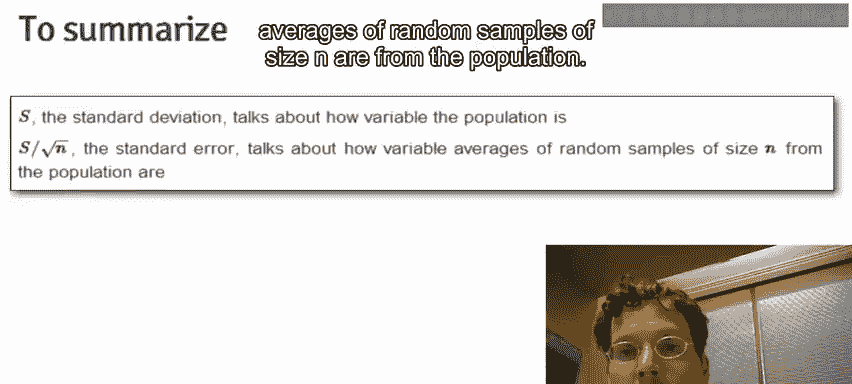 To summarize
averages of random samples of
size n are from the population.
S, the standard deviation, talks about how variable the population is
S/√n, the standard error, talks about how variable averages of random samples of size n from
the population are